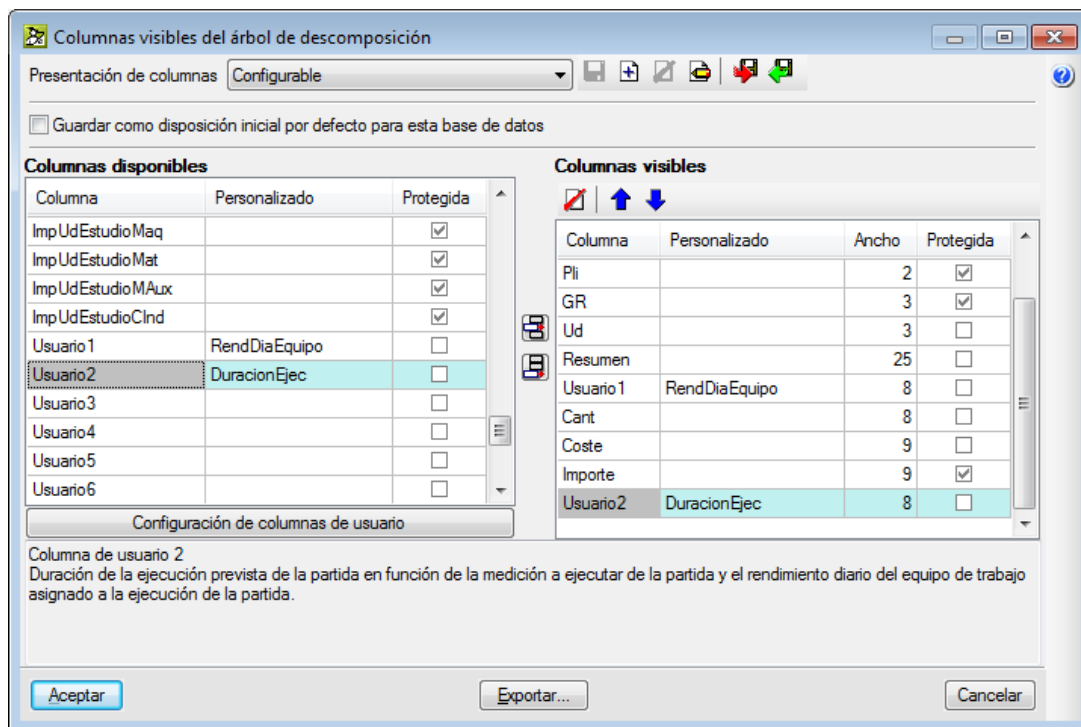 Columnas visibles del árbol de descomposición
Presentación de columnas Configurable
Guardar como disposición inicial por defecto para esta base de datos
Columnas disponibles
Columna Personalizado Protegida
ImpUdEstudioMaq
ImpUdEstudioMat
ImpUdEstudioMAux
ImpUdEstudioCInd
Usuario1 RendDiaEquipo
Usuario2 DuracionEjec
Usuario3
Usuario4
Usuario5
Usuario6
Configuración de columnas de usuario
Columnas visibles
Columna Personalizado Ancho Protegida
Pli 2
GR 3
Ud 3
Resumen 25
Usuario1 RendDiaEquipo 8
Cant 8
Coste 9
Importe 9
Usuario2 DuracionEjec 8
Columna de usuario 2
Duración de la ejecución prevista de la partida en función de la medición a ejecutar de la partida y el rendimiento diario del equipo de trabajo
asignado a la ejecución de la partida.
Aceptar Exportar... Cancelar